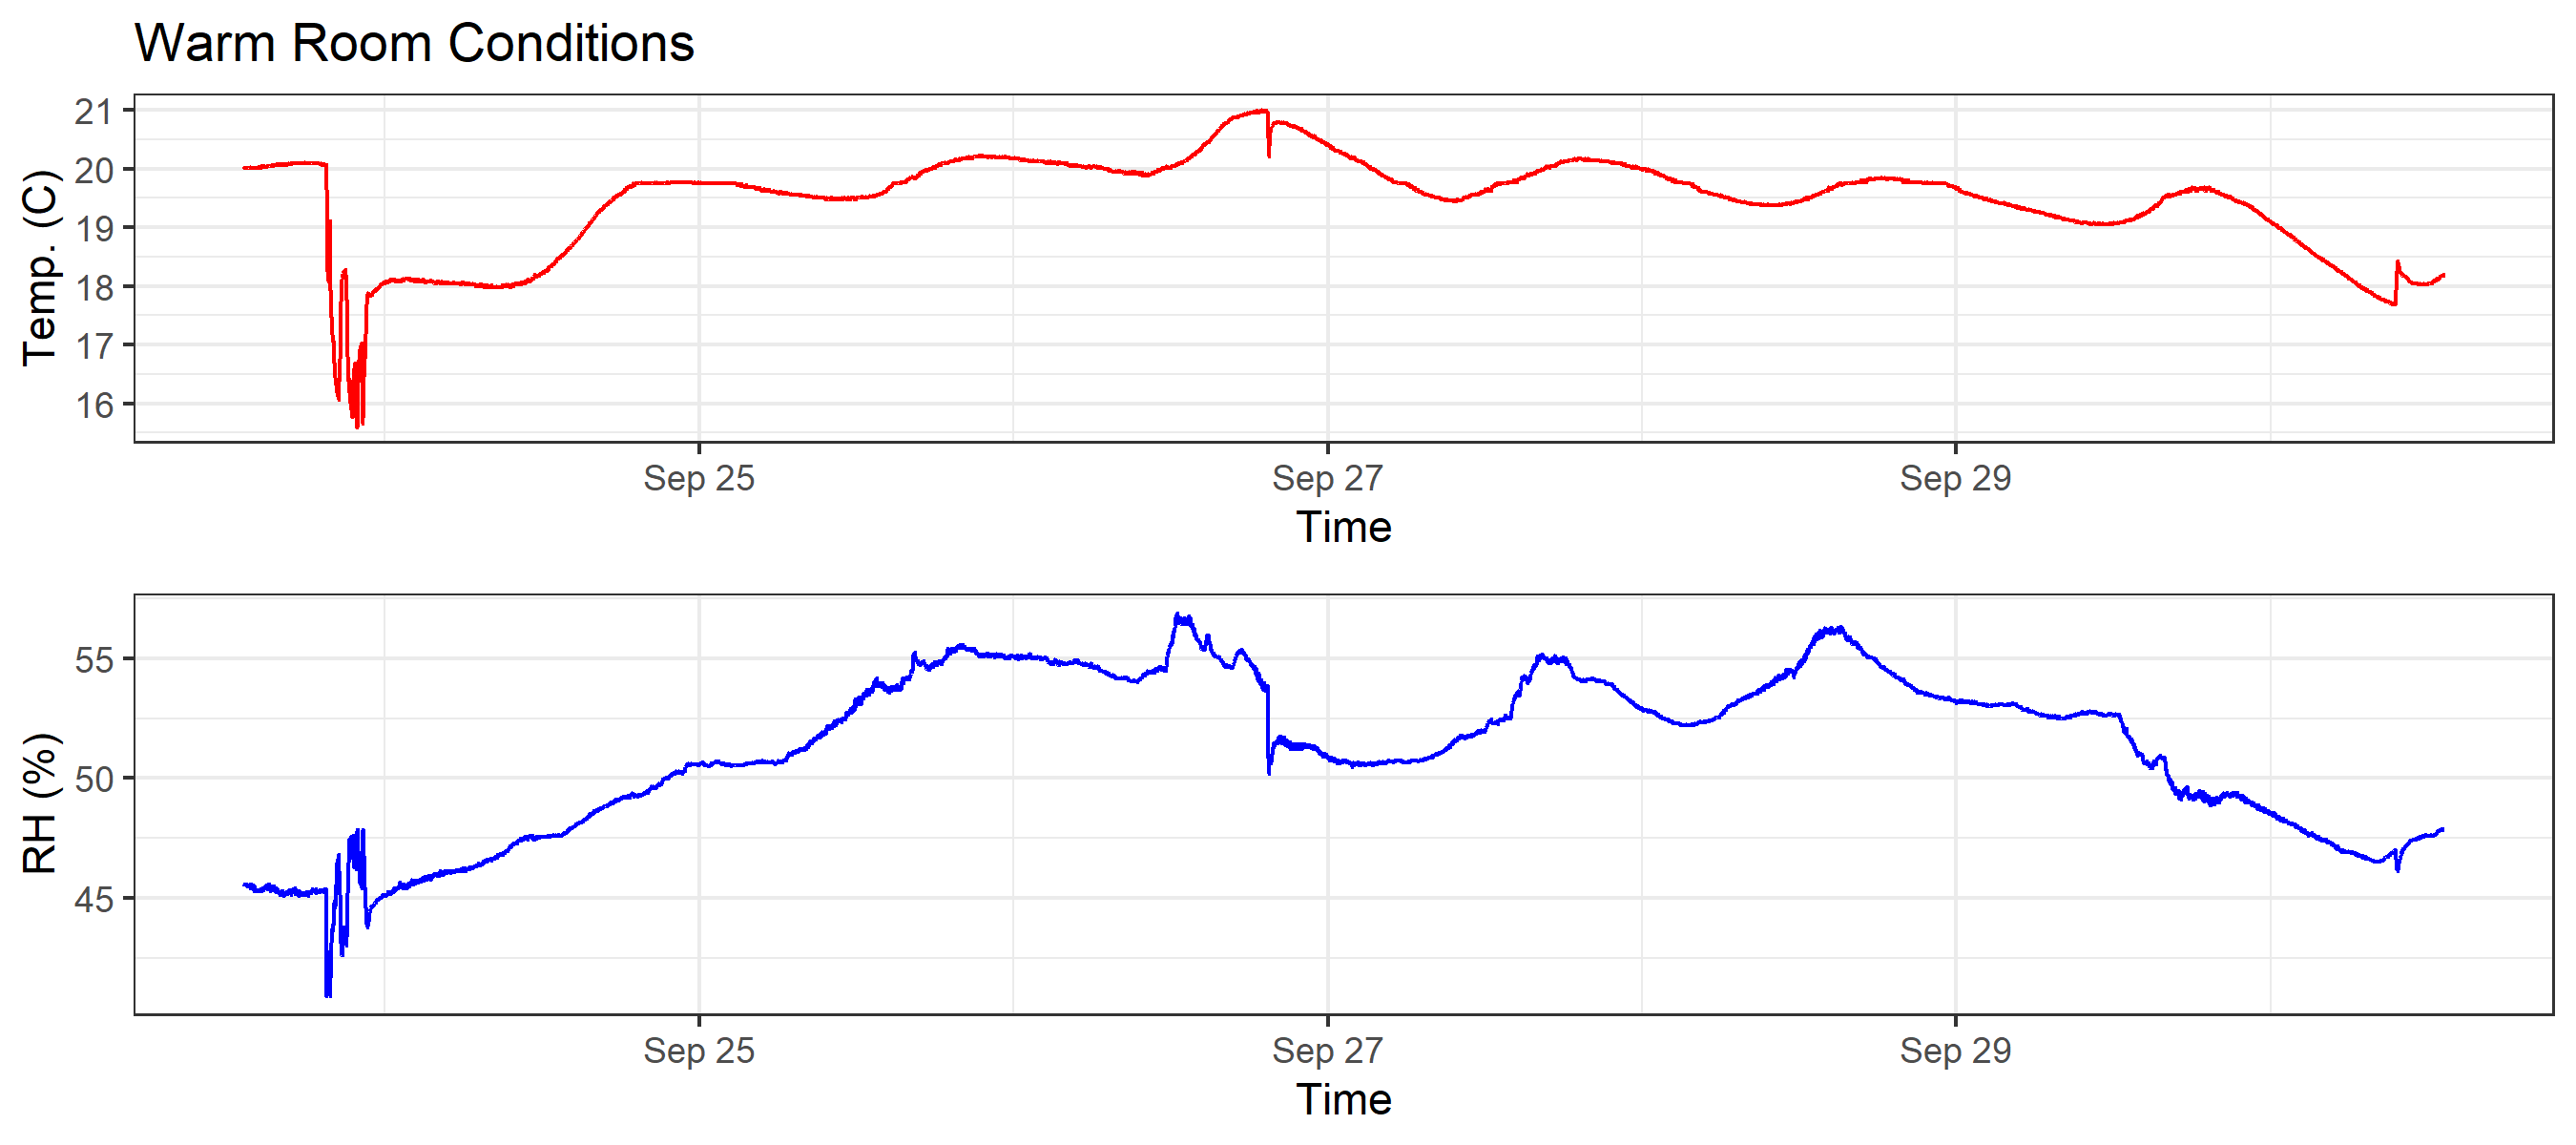 Warm Room Conditions
Temp. (C)
21
20
19
18
17
16
Sep 25
Sep 27
Sep 29
Time
RH (%)
55
50
45
Sep 25
Sep 27
Sep 29
Time